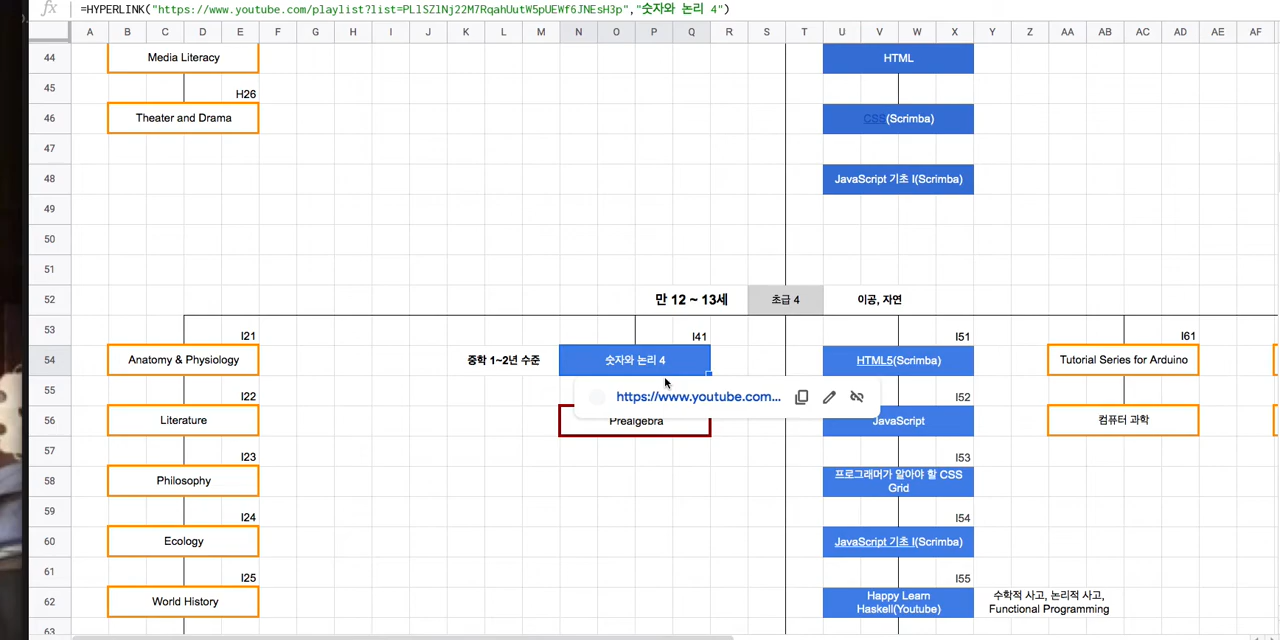 fx =HYPERLINK("https://www.youtube.com/playlist?list=PLlSZlNj22M7RqahUutW5pUEWf6JNEsH3p","숫자와 논리 4")
A B C D E F G H I J K L M N O P Q R S T U V W X Y Z AA AB AC AD AE AF
44 Media Literacy HTML
45 H26
46 Theater and Drama CSS(Scrimba)
47
48 JavaScript 기초 I(Scrimba)
49
50
51
52 만 12 ~ 13세 초급 4 이공, 자연
53 I21 I41 I51 I61
54 Anatomy & Physiology 중학 1~2년 수준 숫자와 논리 4 HTML5(Scrimba) Tutorial Series for Arduino
55 I22 https://www.youtube.com... I52
56 Literature Prealgebra JavaScript 컴퓨터 과학
57 I23 I53
58 Philosophy 프로그래머가 알아야 할 CSS
Grid
59 I24 I54
60 Ecology JavaScript 기초 I(Scrimba)
61 I25 I55
62 World History Happy Learn
Haskell(Youtube)
수학적 사고, 논리적 사고,
Functional Programming
63